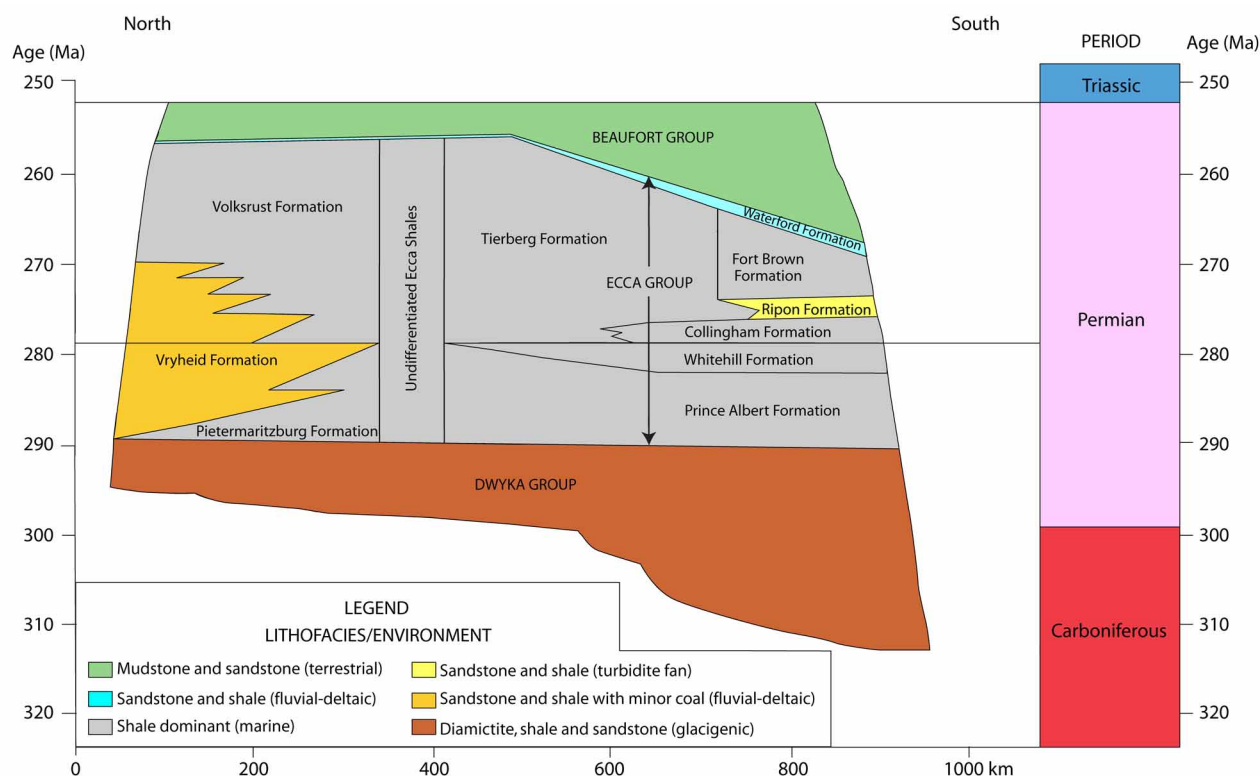 North
South
Age (Ma)
PERIOD
Age (Ma)
250
260
270
280
290
300
310
320
BEAUFORT GROUP
Volksrust Formation
Undifferentiated Ecca Shales
Tierberg Formation
Waterford Formation
Fort Brown
Formation
ECCA GROUP
Ripon Formation
Collingham Formation
Vryheid Formation
Whitehill Formation
Prince Albert Formation
Pietermaritzburg Formation
DWYKA GROUP
LEGEND
LITHOFACIES/ENVIRONMENT
Mudstone and sandstone (terrestrial)
Sandstone and shale (fluvial-deltaic)
Shale dominant (marine)
Sandstone and shale (turbidite fan)
Sandstone and shale with minor coal (fluvial-deltaic)
Diamictite, shale and sandstone (glacigenic)
0
200
400
600
800
1000 km
Triassic
Permian
Carboniferous
250
260
270
280
290
300
310
320